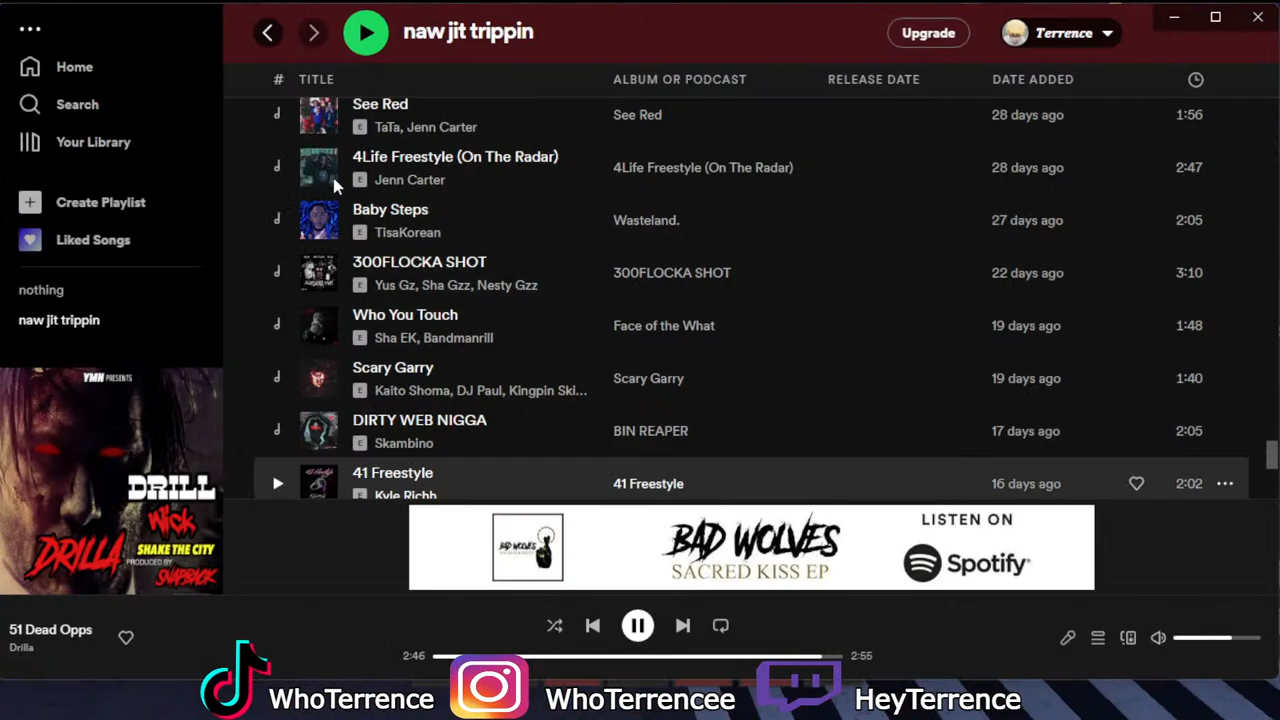 naw jit trippin
Upgrade
Terrence
Home
Search
Your Library
Create Playlist
Liked Songs
nothing
naw jit trippin
# TITLE ALBUM OR PODCAST RELEASE DATE DATE ADDED
See Red
E TaTa, Jenn Carter
See Red 28 days ago 1:56
4Life Freestyle (On The Radar)
E Jenn Carter
4Life Freestyle (On The Radar) 28 days ago 2:47
Baby Steps
E TisaKorean
Wasteland. 27 days ago 2:05
300FLOCKA SHOT
E Yus Gz, Sha Gzz, Nesty Gzz
300FLOCKA SHOT 22 days ago 3:10
Who You Touch
E Sha EK, Bandmanrill
Face of the What 19 days ago 1:48
Scary Garry
E Kaito Shoma, DJ Paul, Kingpin Ski...
Scary Garry 19 days ago 1:40
DIRTY WEB NIGGA
E Skambino
BIN REAPER 17 days ago 2:05
41 Freestyle
E Kyle Richh
41 Freestyle 16 days ago 2:02
YMN PRESENTS
DRILL
Wick
DRILLA
SHAKE THE CITY
PRODUCED BY
SNAPBACK
BAD WOLVES
BAD WOLVES
SACRED KISS EP
LISTEN ON
Spotify
51 Dead Opps
Drilla
2:46 2:55
WhoTerrence WhoTerrencee HeyTerrence